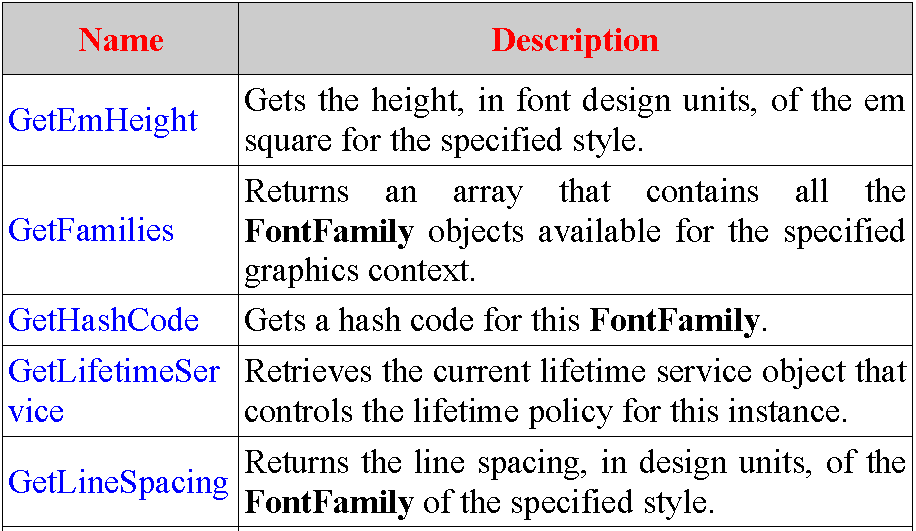 Name Description
GetEmHeight
Gets the height, in font design units, of the em
square for the specified style.
GetFamilies
Returns an array that contains all the
FontFamily objects available for the specified
graphics context.
GetHashCode Gets a hash code for this FontFamily.
GetLifetimeSer
vice
Retrieves the current lifetime service object that
controls the lifetime policy for this instance.
GetLineSpacing
Returns the line spacing, in design units, of the
FontFamily of the specified style.